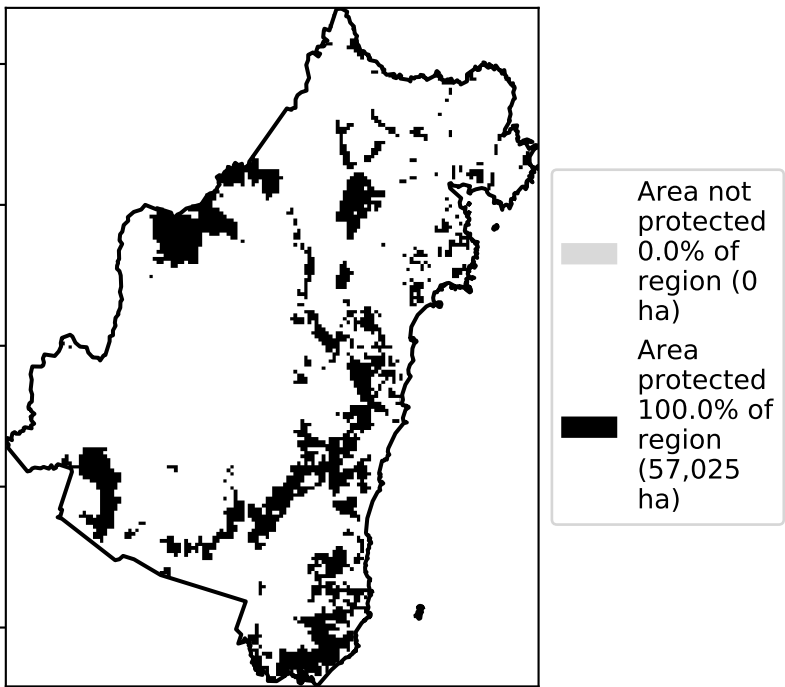 Area not
protected
0.0% of
region (0
ha)
Area
protected
100.0% of
region
(57,025
ha)